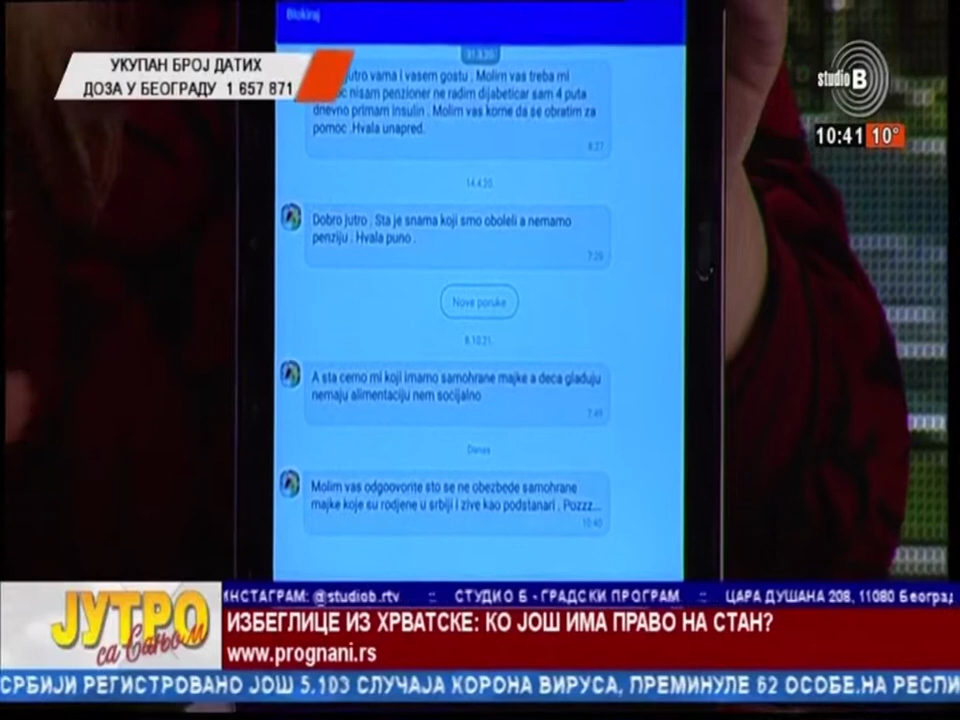 Blokiraj
УКУПАН БРОЈ ДАТИХ
ДОЗА У БЕОГРАДУ 1 657 871
studio B
10:41 10°
vama i vasem gostu . Molim vas treba mi
nisam penzioner ne radim dijabeticar sam 4 puta
dnevno primam insulin . Molim vas kome da se obratim za
pomoc .Hvala unapred.
8:27
14.4.20.
Dobro jutro . Sta je snama koji smo oboleli a nemamo
penziju . Hvala puno .
7:29
Nove poruke
8.10.21.
A sta cemo mi koji imamo samohrane majke a deca gladuju
nemaju alimentaciju nem socijalno
7:49
Danas
Molim vas odgoovorite sto se ne obezbede samohrane
majke koje su rodjene u srbiji i zive kao podstanari . Pozzz...
10:40
ЈУТРО
са Сањом
ИНСТАГРАМ: @studiob.rtv :: СТУДИО Б - ГРАДСКИ ПРОГРАМ :: ЦАРА ДУШАНА 208, 11080 Београд
ИЗБЕГЛИЦЕ ИЗ ХРВАТСКЕ: КО ЈОШ ИМА ПРАВО НА СТАН?
www.prognani.rs
СРБИЈИ РЕГИСТРОВАНО ЈОШ 5.103 СЛУЧАЈА КОРОНА ВИРУСА, ПРЕМИНУЛЕ 62 ОСОБЕ.НА РЕСПИ